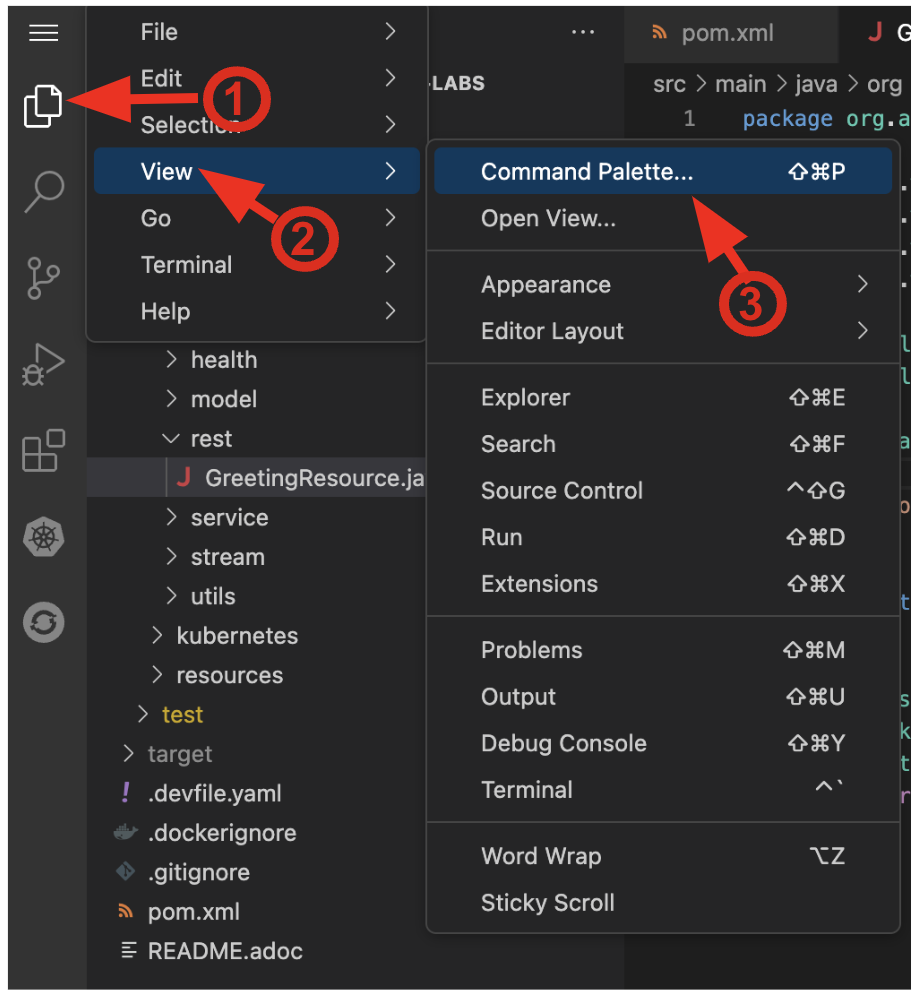 File
Edit
Selection
View
Go
Terminal
Help
1
2
3
-LABS
health
model
rest
J GreetingResource.ja
service
stream
utils
kubernetes
resources
test
target
! .devfile.yaml
.dockerignore
.gitignore
pom.xml
README.adoc
Command Palette... ⇧⌘P
Open View...
Appearance
Editor Layout
Explorer ⇧⌘E
Search ⇧⌘F
Source Control ⌃⇧G
Run ⇧⌘D
Extensions ⇧⌘X
Problems ⇧⌘M
Output ⇧⌘U
Debug Console ⇧⌘Y
Terminal ⌃`
Word Wrap ⌥Z
Sticky Scroll
pom.xml
J G
src > main > java > org
1 package org.a